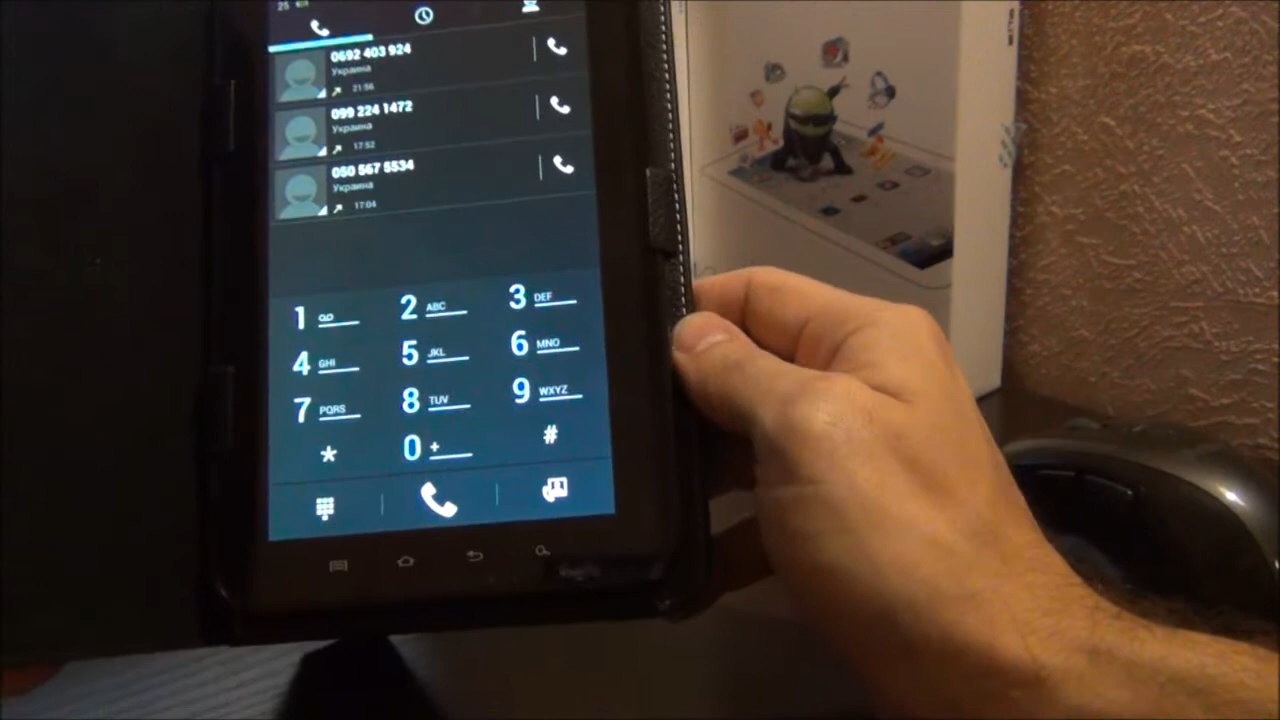 25
0692 403 924
Украина
21:56
099 224 1472
Украина
17:52
050 567 5534
Украина
17:04
1
2 ABC
3 DEF
4 GHI
5 JKL
6 MNO
7 PQRS
8 TUV
9 WXYZ
*
0 +
#